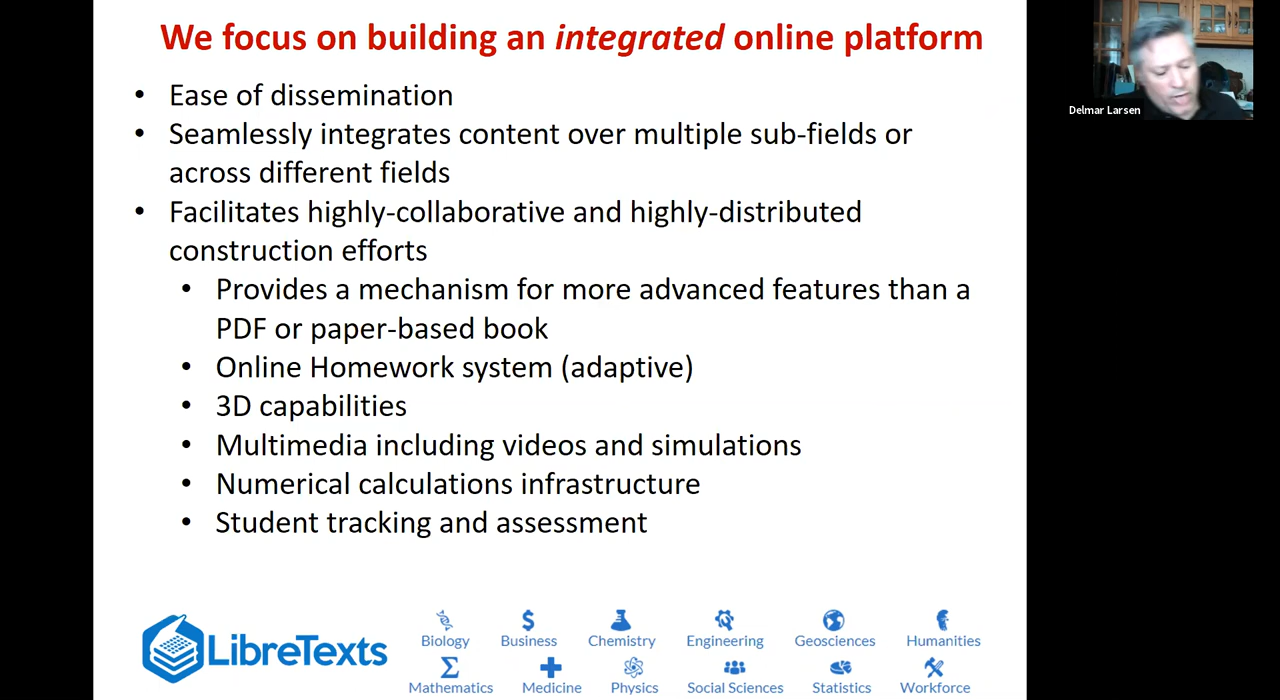 We focus on building an integrated online platform
Delmar Larsen
• Ease of dissemination
• Seamlessly integrates content over multiple sub-fields or
across different fields
• Facilitates highly-collaborative and highly-distributed
construction efforts
• Provides a mechanism for more advanced features than a
PDF or paper-based book
• Online Homework system (adaptive)
• 3D capabilities
• Multimedia including videos and simulations
• Numerical calculations infrastructure
• Student tracking and assessment
LibreTexts
Biology Business Chemistry Engineering Geosciences Humanities
Mathematics Medicine Physics Social Sciences Statistics Workforce